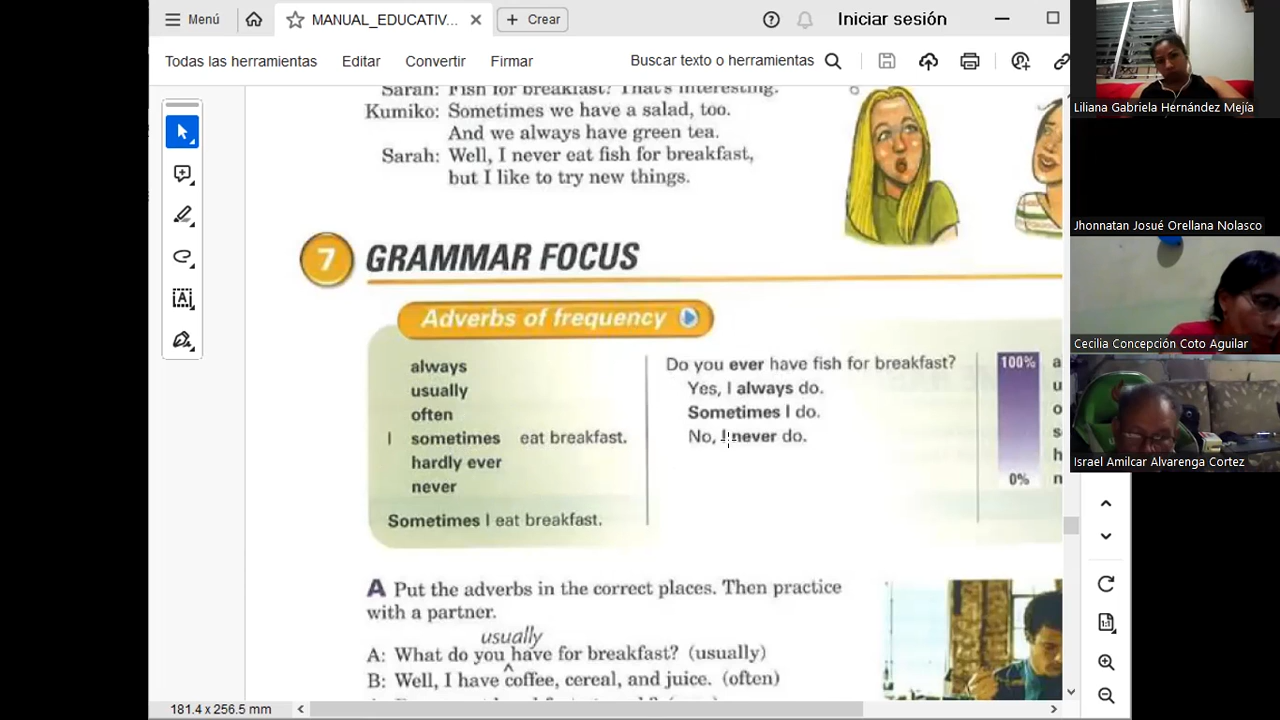 Menú
MANUAL_EDUCATIV...
Crear
Iniciar sesión
Todas las herramientas
Editar
Convertir
Firmar
Buscar texto o herramientas
Sarah: Fish for breakfast? That's interesting.
Kumiko: Sometimes we have a salad, too.
And we always have green tea.
Sarah: Well, I never eat fish for breakfast,
but I like to try new things.
7 GRAMMAR FOCUS
Adverbs of frequency
always
usually
often
I sometimes eat breakfast.
hardly ever
never
Sometimes I eat breakfast.
Do you ever have fish for breakfast?
Yes, I always do.
Sometimes I do.
No, I never do.
100% a
u
o
s
h
0% n
A Put the adverbs in the correct places. Then practice
with a partner.
usually
A: What do you have for breakfast? (usually)
B: Well, I have coffee, cereal, and juice. (often)
181.4 x 256.5 mm
Liliana Gabriela Hernández Mejía
Jhonnatan Josué Orellana Nolasco
Cecilia Concepción Coto Aguilar
Israel Amilcar Alvarenga Cortez